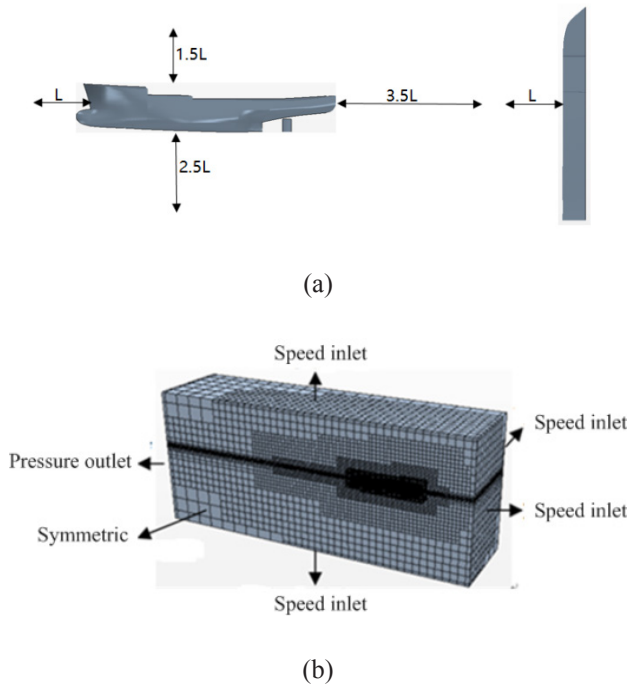 1.5L
L
3.5L
L
2.5L
(a)
Speed inlet
Speed inlet
Pressure outlet
Speed inlet
Symmetric
Speed inlet
(b)